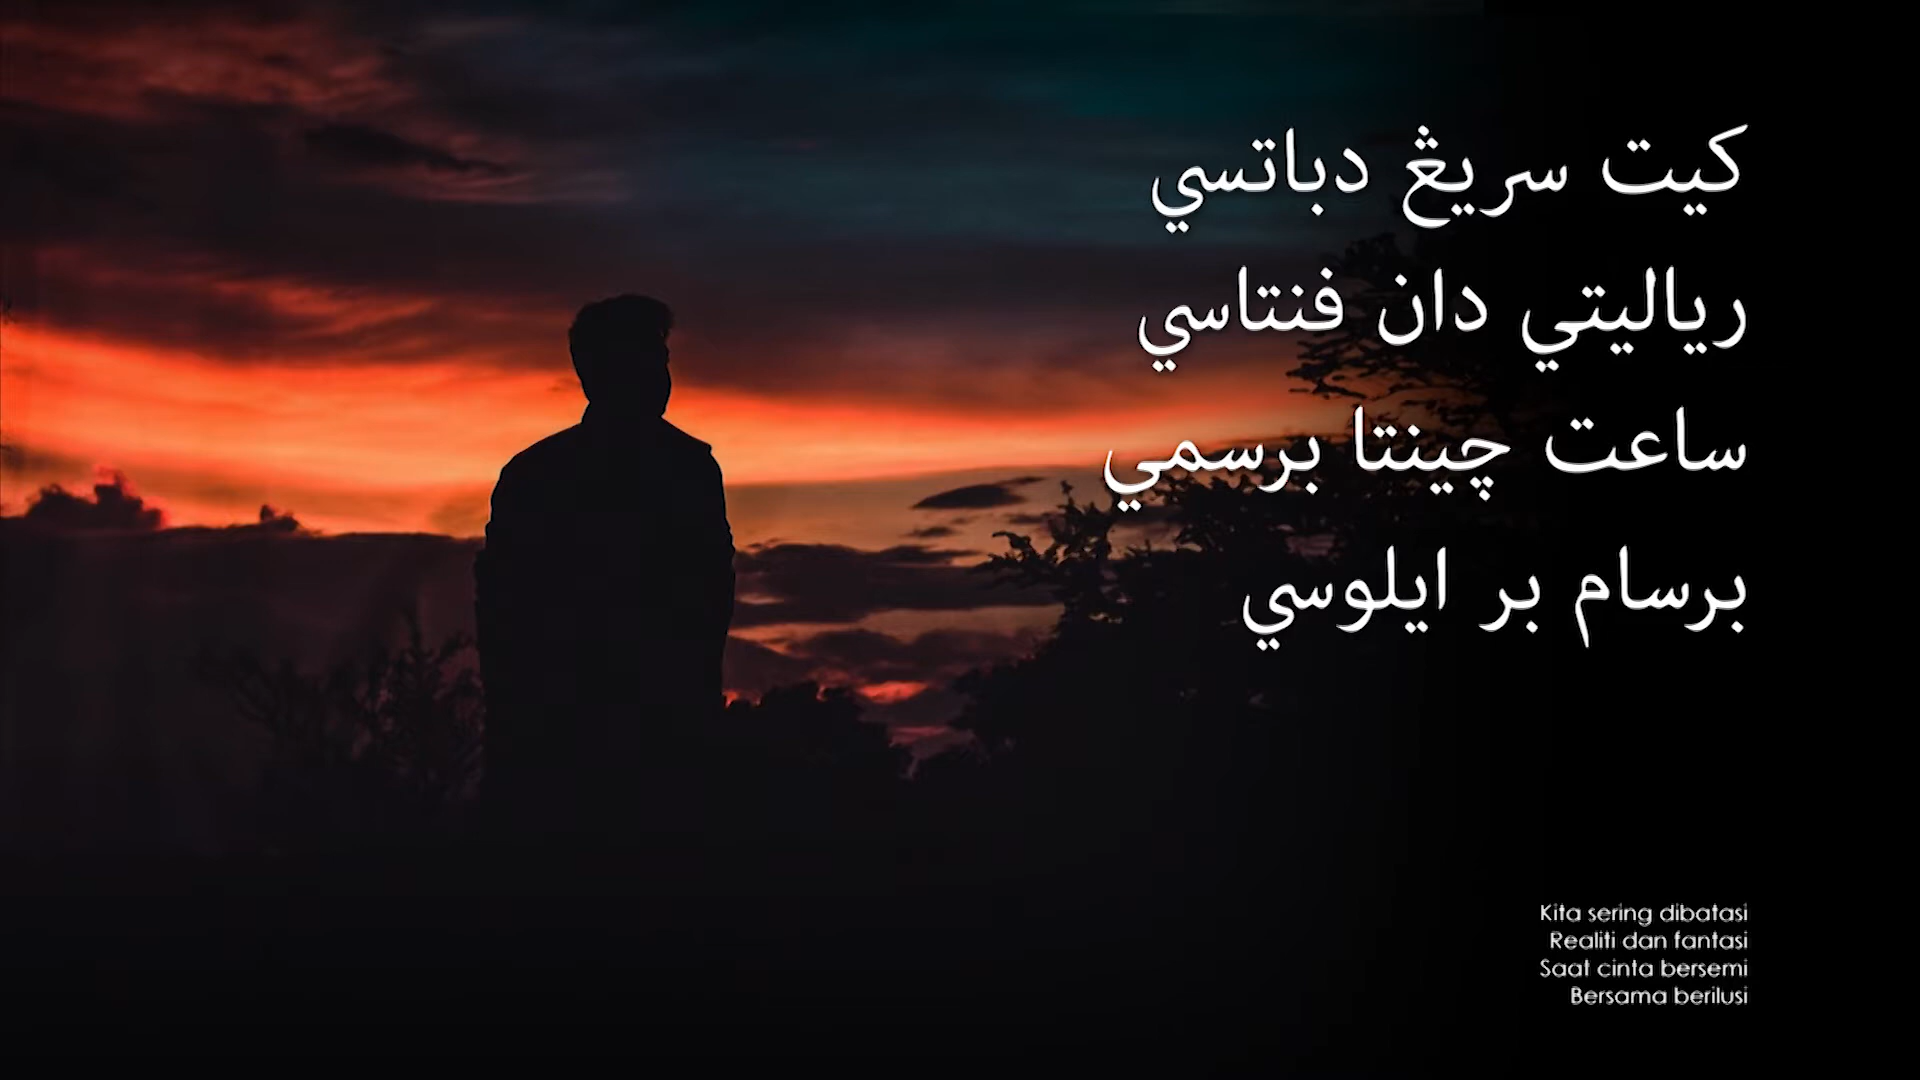 كيت سريڠ دباتسي
رياليتي دان فنتاسي
ساعت چينتا برسمي
برسام بر ايلوسي
Kita sering dibatasi
Realiti dan fantasi
Saat cinta bersemi
Bersama berilusi